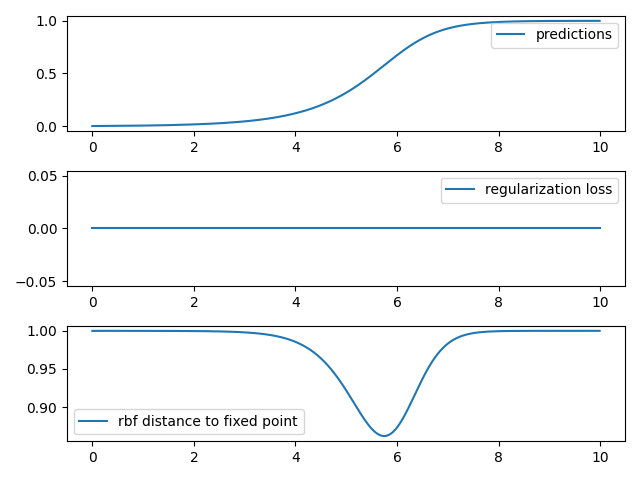 1.0
0.5
0.0
predictions
0 2 4 6 8 10
0.05
0.00
−0.05
regularization loss
0 2 4 6 8 10
1.00
0.95
0.90
rbf distance to fixed point
0 2 4 6 8 10